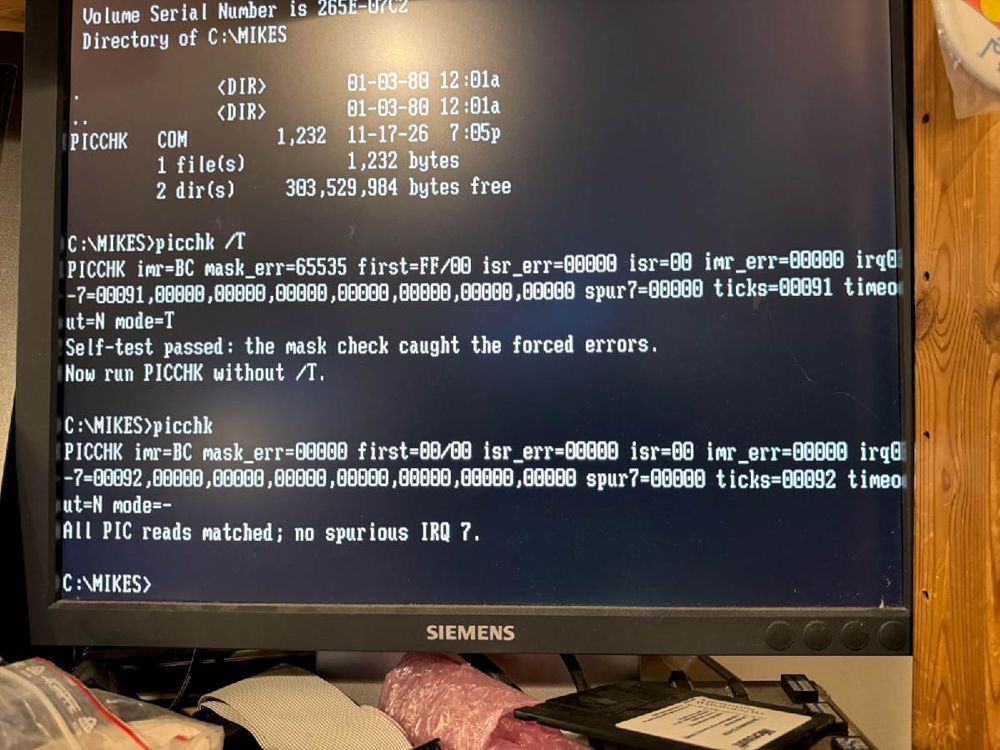 Volume Serial Number is 265E-07C2
Directory of C:\MIKES
. <DIR> 01-03-80 12:01a
.. <DIR> 01-03-80 12:01a
PICCHK COM 1,232 11-17-26 7:05p
1 file(s) 1,232 bytes
2 dir(s) 303,529,984 bytes free
C:\MIKES>picchk /T
PICCHK imr=BC mask_err=65535 first=FF/00 isr_err=00000 isr=00 imr_err=00000 irq0
-7=00091,00000,00000,00000,00000,00000,00000,00000 spur7=00000 ticks=00091 timeo
ut=N mode=T
Self-test passed: the mask check caught the forced errors.
Now run PICCHK without /T.
C:\MIKES>picchk
PICCHK imr=BC mask_err=00000 first=00/00 isr_err=00000 isr=00 imr_err=00000 irq0
-7=00092,00000,00000,00000,00000,00000,00000,00000 spur7=00000 ticks=00092 timeo
ut=N mode=-
All PIC reads matched; no spurious IRQ 7.
C:\MIKES>
SIEMENS